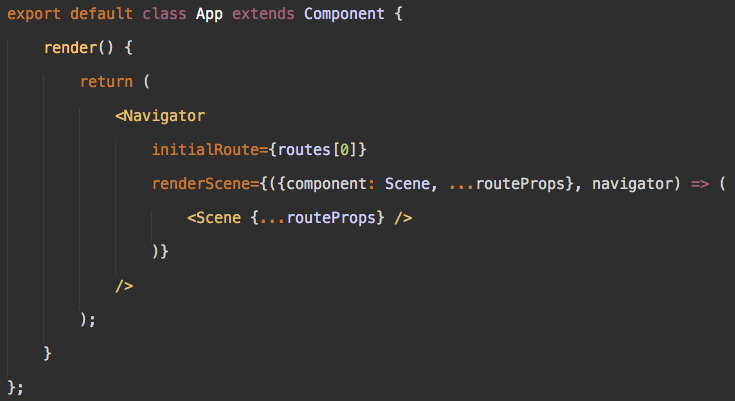 export default class App extends Component {
    render() {
        return (
            <Navigator
                initialRoute={routes[0]}
                renderScene={({component: Scene, ...routeProps}, navigator) => (
                    <Scene {...routeProps} />
                )}
            />
        );
    }
};